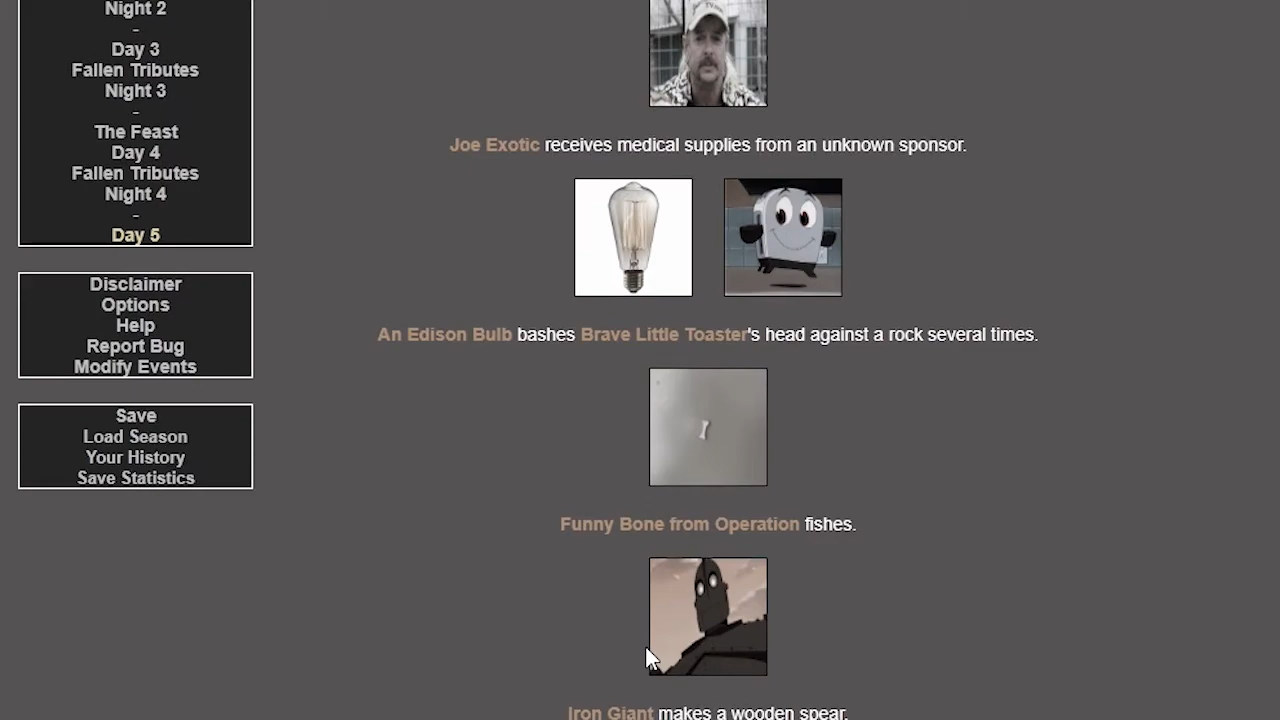 Night 2
-
Day 3
Fallen Tributes
Night 3
-
The Feast
Day 4
Fallen Tributes
Night 4
-
Day 5
Disclaimer
Options
Help
Report Bug
Modify Events
Save
Load Season
Your History
Save Statistics
Joe Exotic receives medical supplies from an unknown sponsor.
An Edison Bulb bashes Brave Little Toaster's head against a rock several times.
Funny Bone from Operation fishes.
Iron Giant makes a wooden spear.